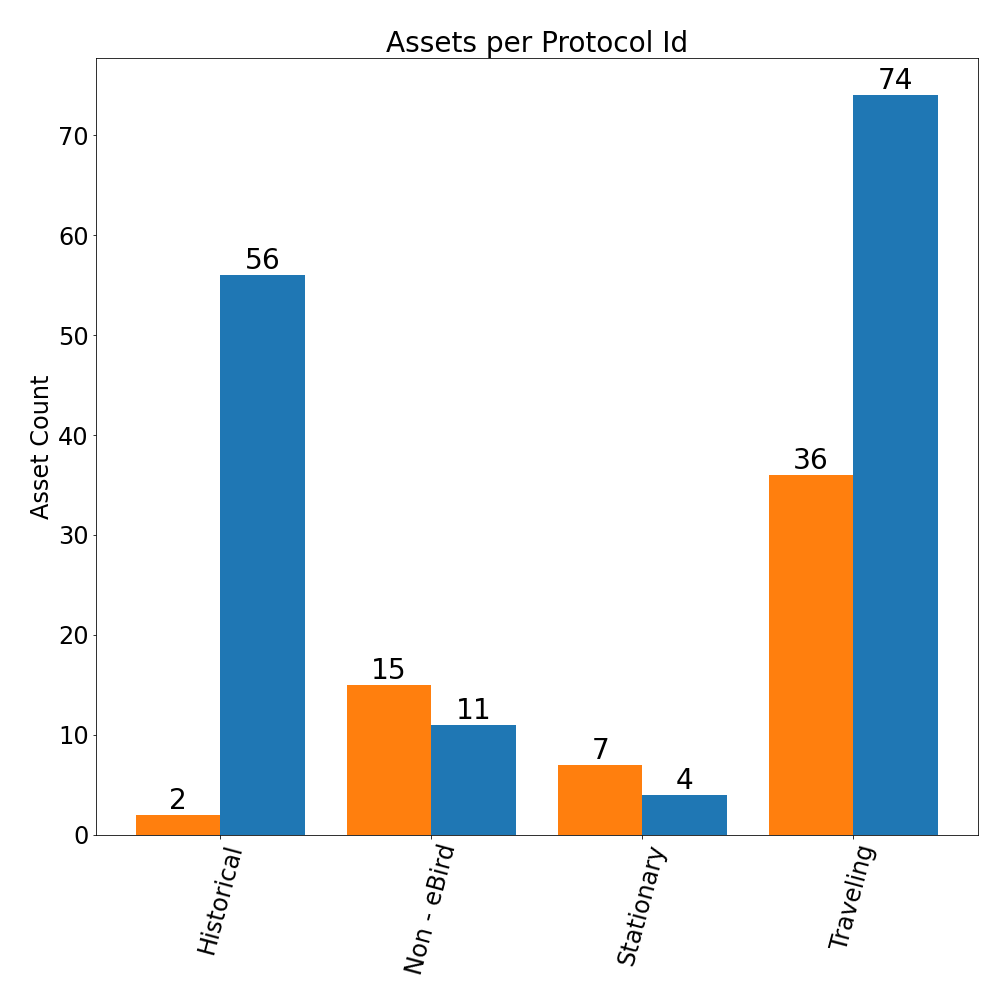 Assets per Protocol Id
Asset Count
70
60
50
40
30
20
10
0
2
56
15
11
7
4
36
74
Historical
Non - eBird
Stationary
Traveling